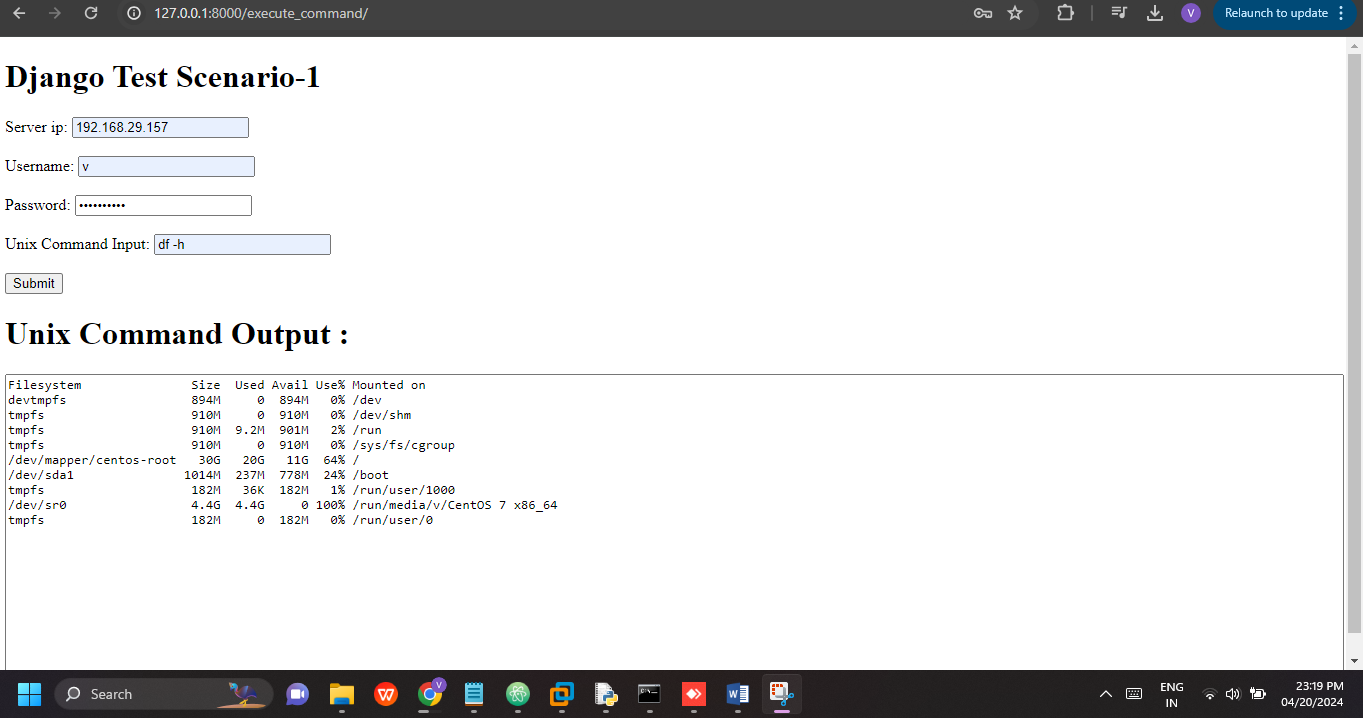 127.0.0.1:8000/execute_command/
V
Relaunch to update
Django Test Scenario-1
Server ip: 192.168.29.157
Username: v
Password: ••••••••••
Unix Command Input: df -h
Submit
Unix Command Output :
Filesystem               Size  Used Avail Use% Mounted on
devtmpfs                 894M     0  894M   0% /dev
tmpfs                    910M     0  910M   0% /dev/shm
tmpfs                    910M  9.2M  901M   2% /run
tmpfs                    910M     0  910M   0% /sys/fs/cgroup
/dev/mapper/centos-root   30G   20G   11G  64% /
/dev/sda1               1014M  237M  778M  24% /boot
tmpfs                    182M   36K  182M   1% /run/user/1000
/dev/sr0                 4.4G  4.4G     0 100% /run/media/v/CentOS 7 x86_64
tmpfs                    182M     0  182M   0% /run/user/0
Search
V
ENG
IN
23:19 PM
04/20/2024